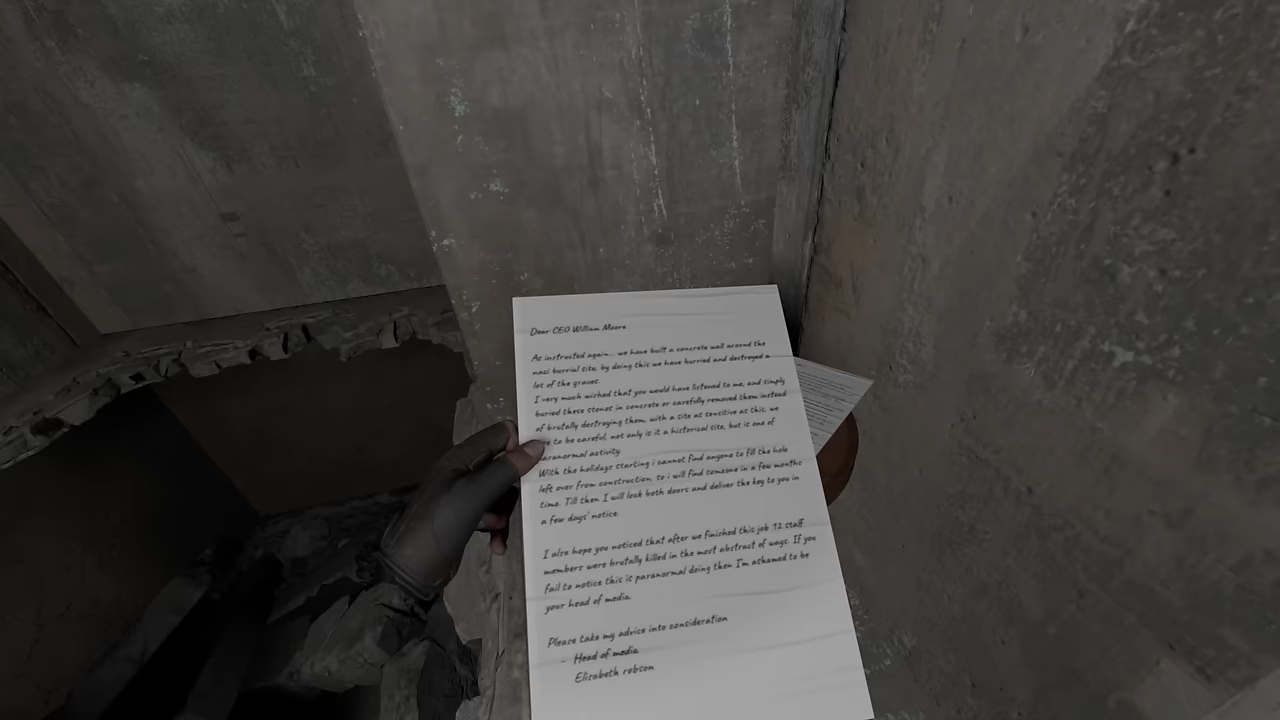 Dear CEO William Moore
As instructed again... we have built a concrete wall around the
nazi burrial site, by doing this we have burried and destroyed a
lot of the graves.
I very much wished that you would have listened to me, and simply
buried these stones in concrete or carefully removed them instead
of brutally destroying them, with a site as sensitive as this, we
to be careful, not only is it a historical site, but is one of
paranormal activity.
With the holidays starting i cannot find anyone to fill the hole
left over from construction, so i will find someone in a few months
time. Till then I will lock both doors and deliver the key to you in
a few days' notice.
I also hope you noticed that after we finished this job 12 staff
members were brutally killed in the most abstract of ways. If you
fail to notice this is paranormal doing then I'm ashamed to be
your head of media.
Please take my advice into consideration
- Head of media
Elisabeth robson